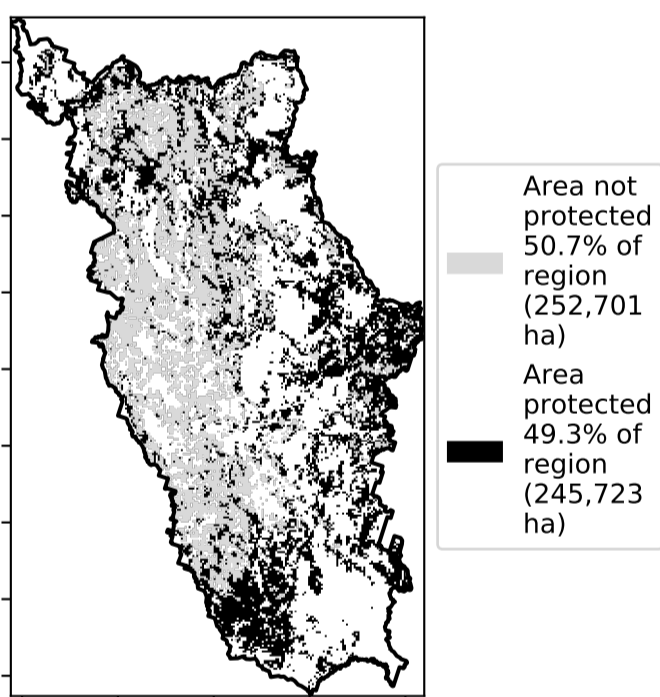 Area not
protected
50.7% of
region
(252,701
ha)
Area
protected
49.3% of
region
(245,723
ha)